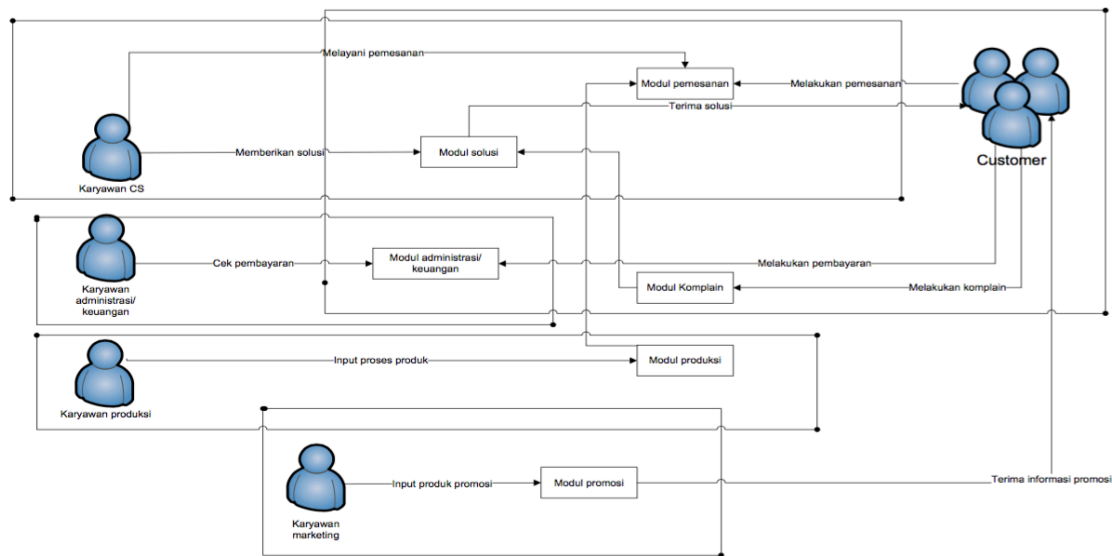 Melayani pemesanan
Modul pemesanan
Melakukan pemesanan
Terima solusi
Memberikan solusi
Modul solusi
Customer
Karyawan CS
Cek pembayaran
Modul administrasi/
keuangan
Melakukan pembayaran
Karyawan
administrasi/
keuangan
Modul Komplain
Melakukan komplain
Input proses produk
Modul produksi
Karyawan produksi
Input produk promosi
Modul promosi
Terima informasi promosi
Karyawan
marketing